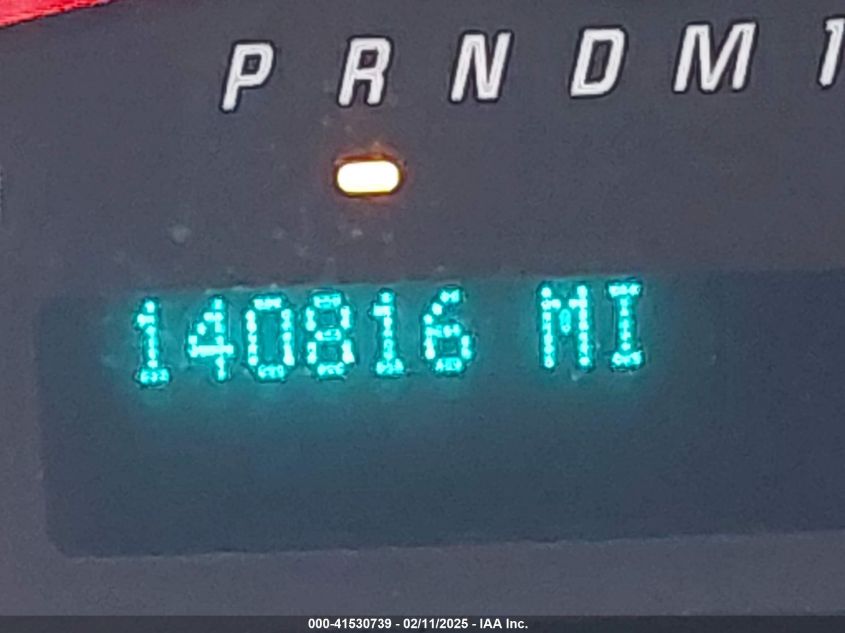 P R N D M 1
140816 MI
000-41530739 - 02/11/2025 - IAA Inc.